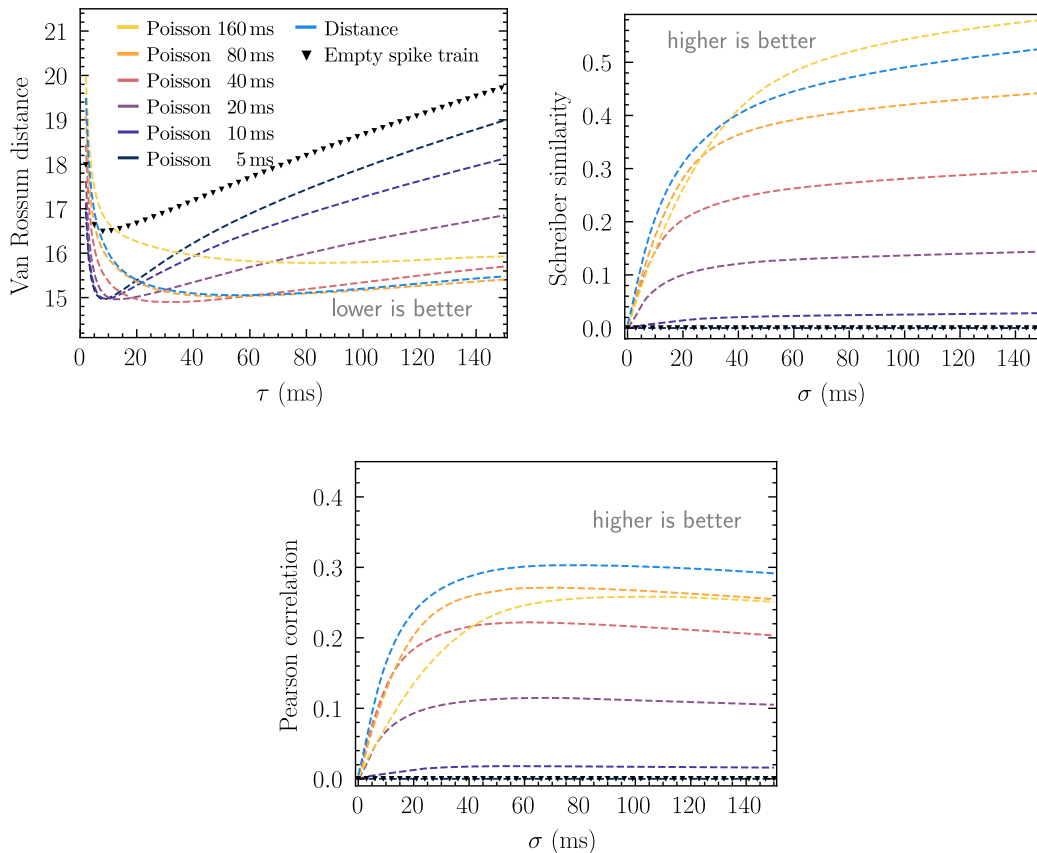 Van Rossum distance
21
20
19
18
17
16
15
0 20 40 60 80 100 120 140
τ (ms)
Poisson 160 ms
Poisson 80 ms
Poisson 40 ms
Poisson 20 ms
Poisson 10 ms
Poisson 5 ms
Distance
Empty spike train
lower is better
Schreiber similarity
0.5
0.4
0.3
0.2
0.1
0.0
0 20 40 60 80 100 120 140
σ (ms)
higher is better
Pearson correlation
0.4
0.3
0.2
0.1
0.0
0 20 40 60 80 100 120 140
σ (ms)
higher is better